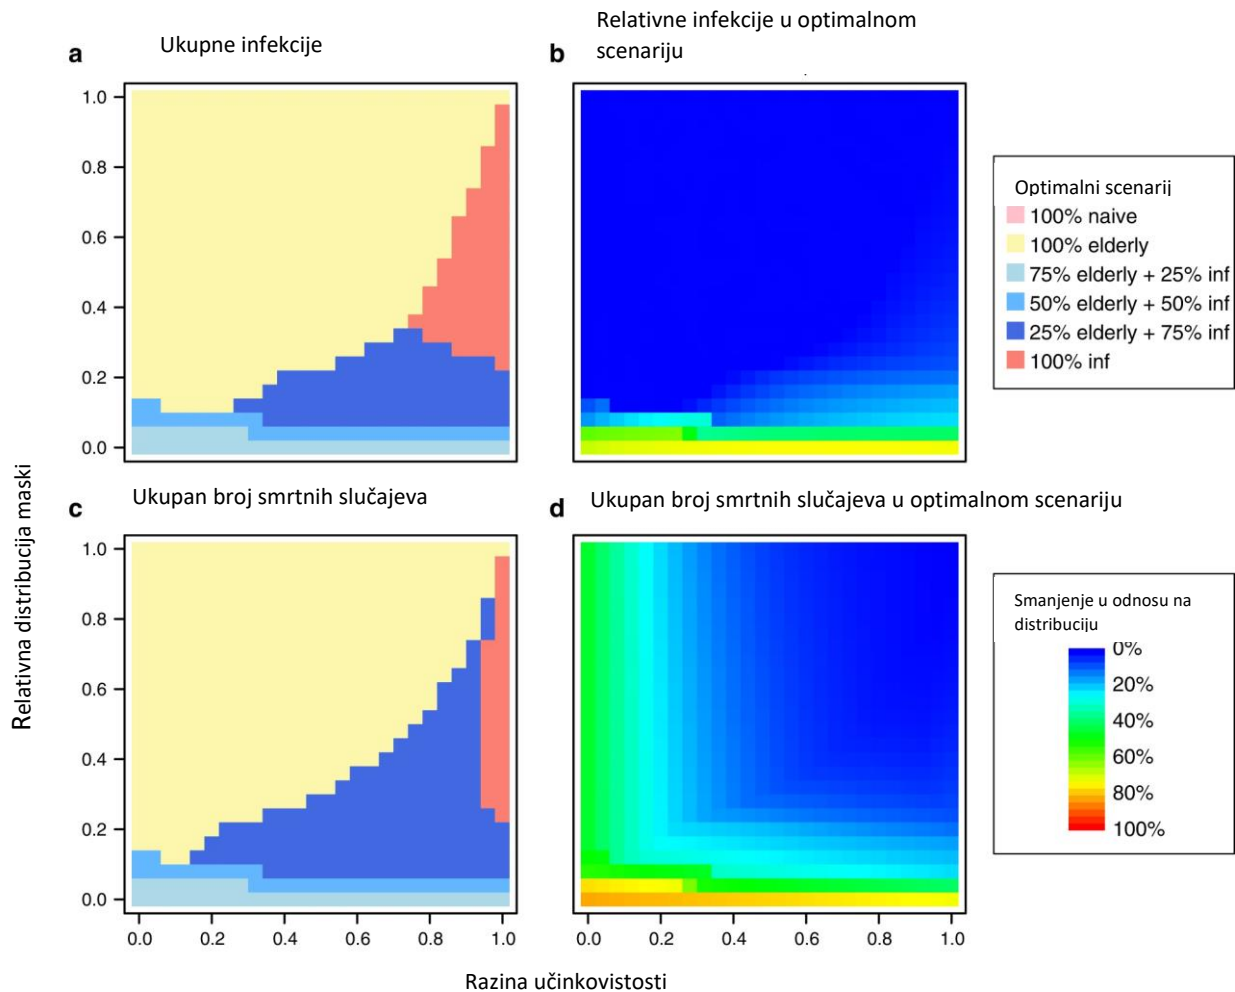 a Ukupne infekcije
b Relativne infekcije u optimalnom
scenariju
1.0
0.8
0.6
0.4
0.2
0.0
Optimalni scenarij
100% naive
100% elderly
75% elderly + 25% inf
50% elderly + 50% inf
25% elderly + 75% inf
100% inf
Relativna distribucija maski
c Ukupan broj smrtnih slučajeva
d Ukupan broj smrtnih slučajeva u optimalnom scenariju
1.0
0.8
0.6
0.4
0.2
0.0
0.0 0.2 0.4 0.6 0.8 1.0
0.0 0.2 0.4 0.6 0.8 1.0
Smanjenje u odnosu na
distribuciju
0%
20%
40%
60%
80%
100%
Razina učinkovistosti